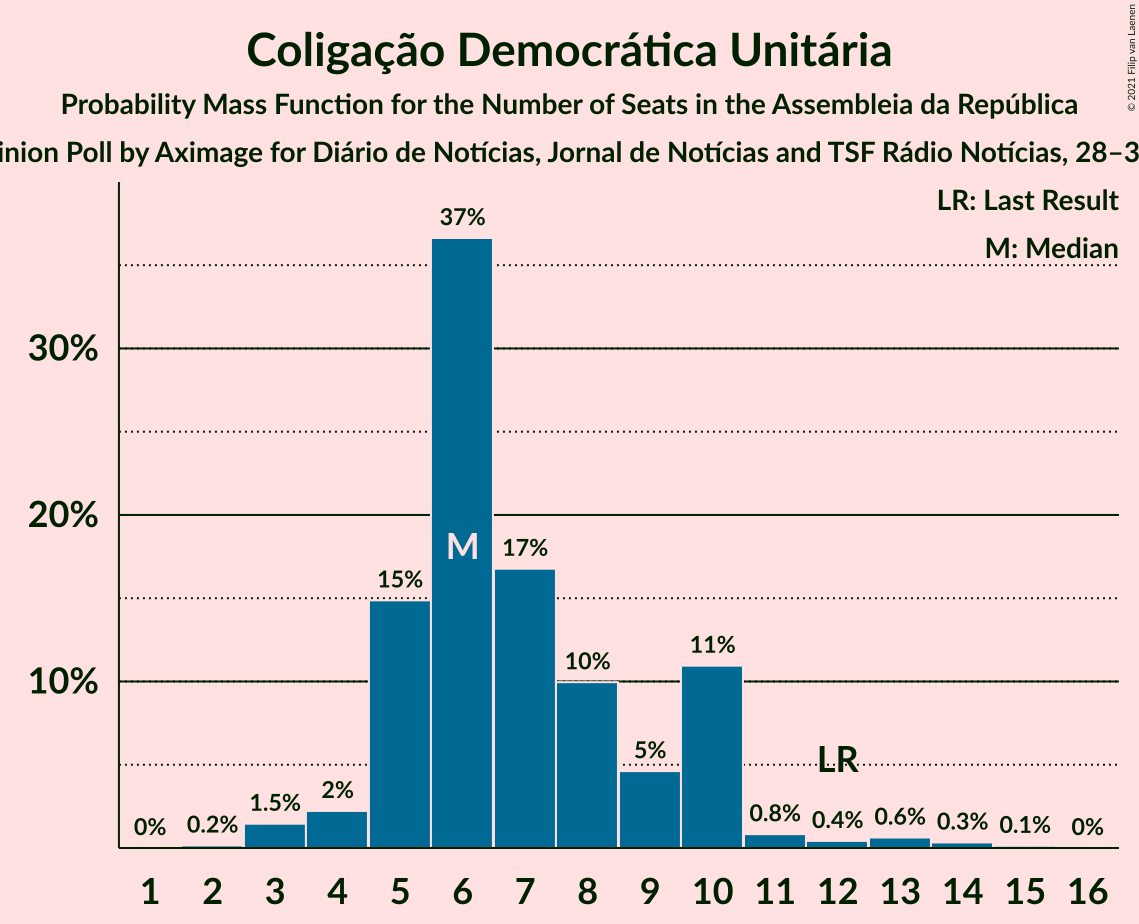 Coligação Democrática Unitária
Probability Mass Function for the Number of Seats in the Assembleia da República
inion Poll by Aximage for Diário de Notícias, Jornal de Notícias and TSF Rádio Notícias, 28–3
© 2021 Filip van Laenen
LR: Last Result
M: Median
30%
20%
10%
0%
0.2%
1.5%
2%
15%
37%
17%
10%
5%
11%
0.8%
0.4%
0.6%
0.3%
0.1%
0%
M
LR
1 2 3 4 5 6 7 8 9 10 11 12 13 14 15 16